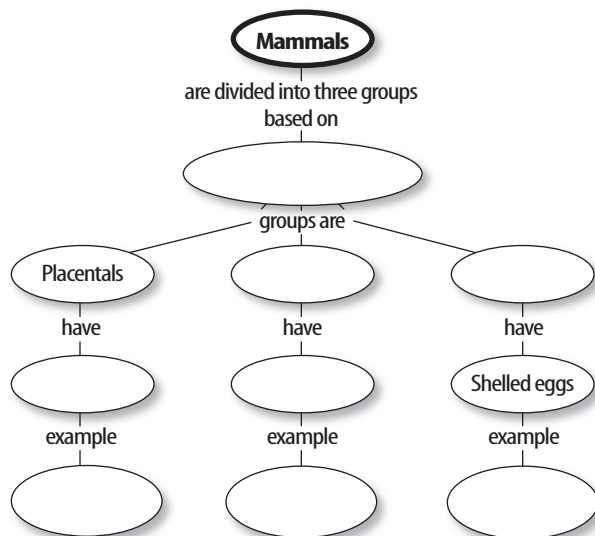 Mammals
are divided into three groups
based on
groups are
Placentals
have
have
have
Shelled eggs
example
example
example